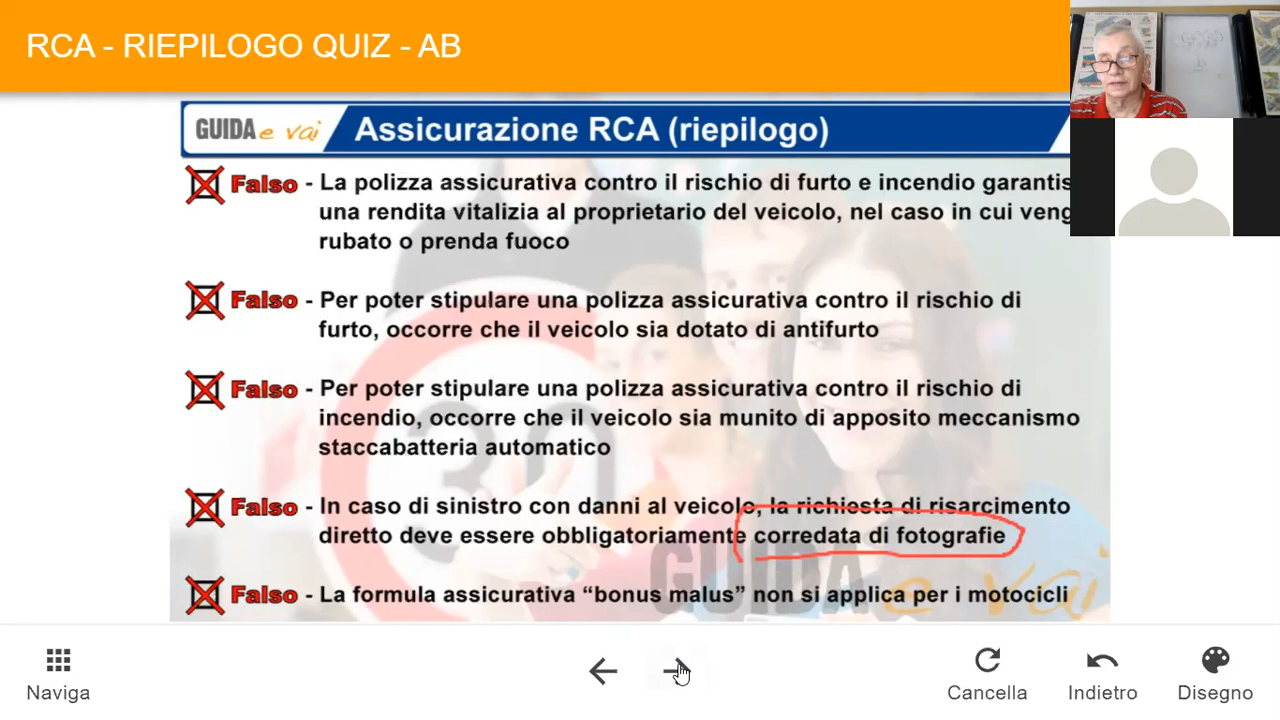 RCA - RIEPILOGO QUIZ - AB
GUIDA e vai
Assicurazione RCA (riepilogo)
Falso - La polizza assicurativa contro il rischio di furto e incendio garantis
una rendita vitalizia al proprietario del veicolo, nel caso in cui veng
rubato o prenda fuoco
Falso - Per poter stipulare una polizza assicurativa contro il rischio di
furto, occorre che il veicolo sia dotato di antifurto
Falso - Per poter stipulare una polizza assicurativa contro il rischio di
incendio, occorre che il veicolo sia munito di apposito meccanismo
staccabatteria automatico
Falso - In caso di sinistro con danni al veicolo, la richiesta di risarcimento
diretto deve essere obbligatoriamente corredata di fotografie
Falso - La formula assicurativa “bonus malus” non si applica per i motocicli
30
GUIDA e vai
Naviga
Cancella
Indietro
Disegno